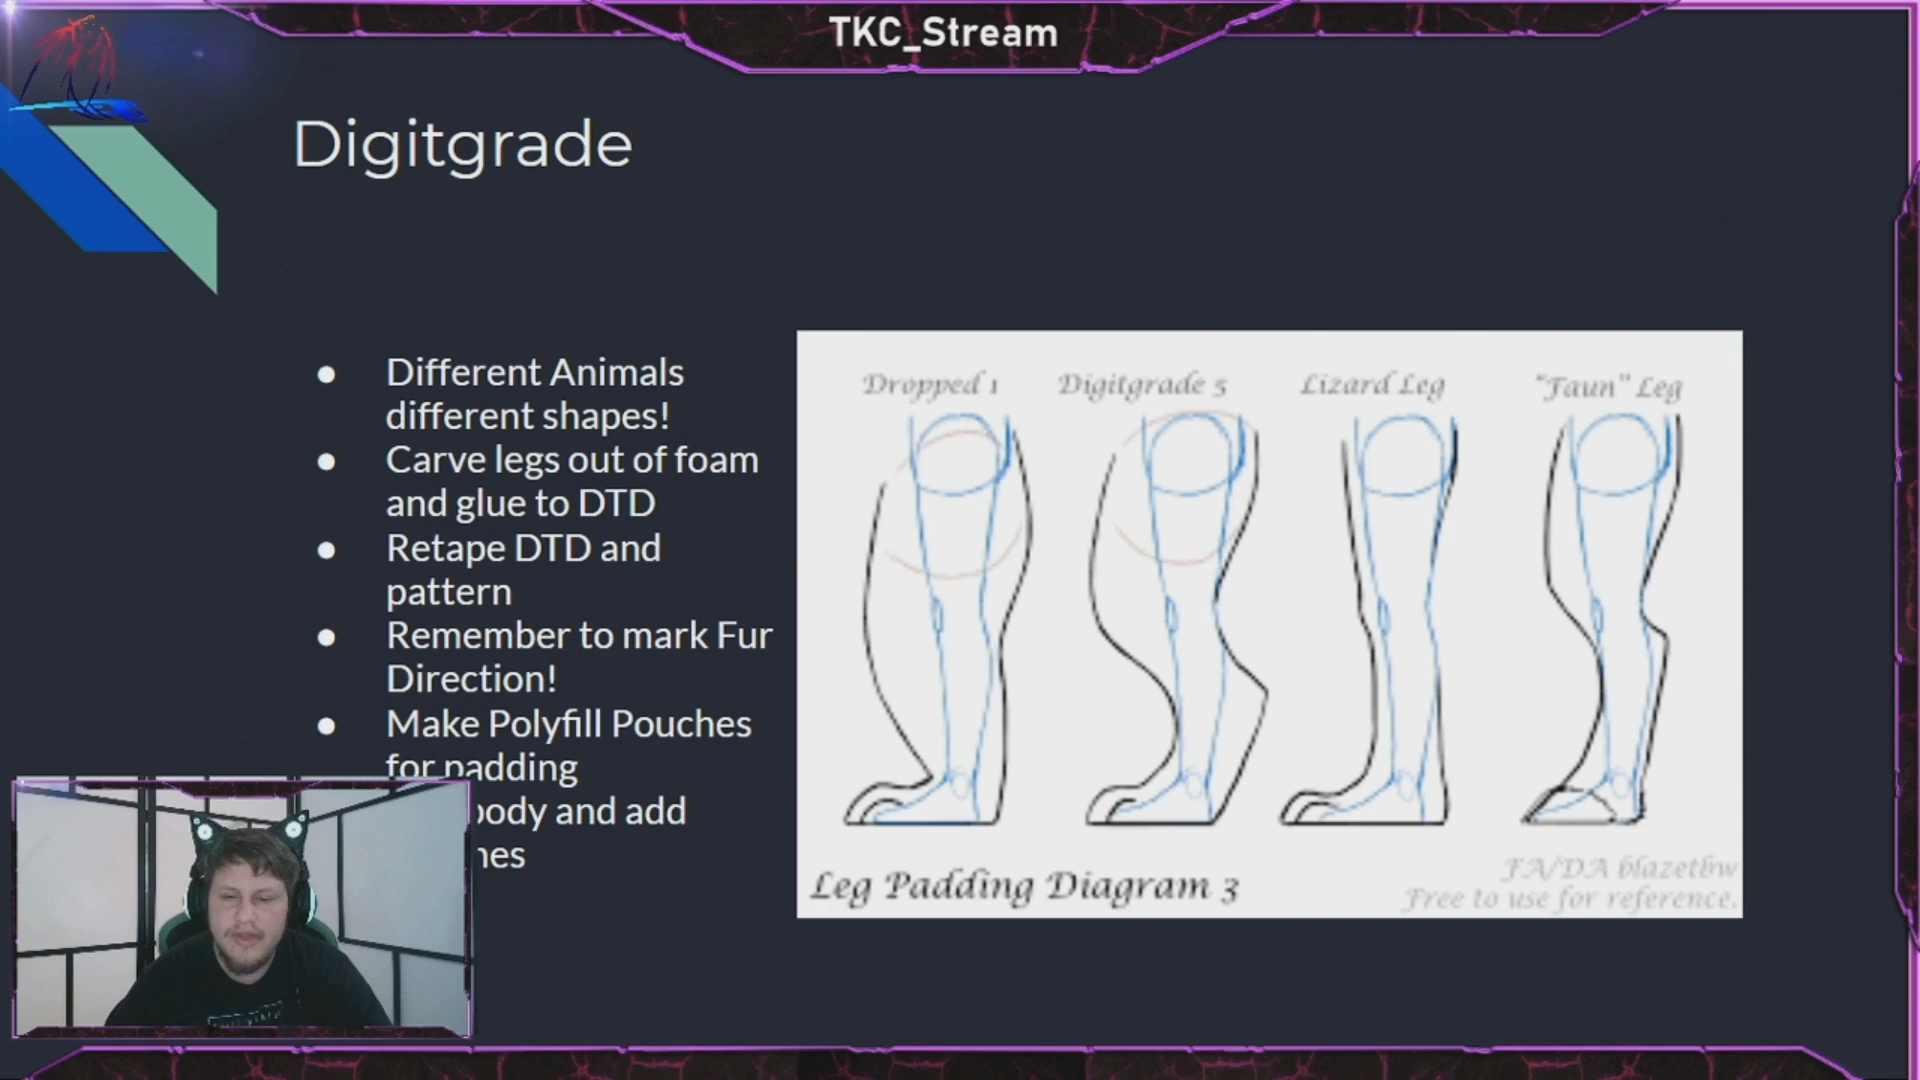 TKC_Stream
Digitgrade
● Different Animals
different shapes!
● Carve legs out of foam
and glue to DTD
● Retape DTD and
pattern
● Remember to mark Fur
Direction!
● Make Polyfill Pouches
for padding
body and add
Dropped 1 Digitgrade 5 Lizard Leg "Faun" Leg
Leg Padding Diagram 3
FA/DA blazetbw
Free to use for reference.